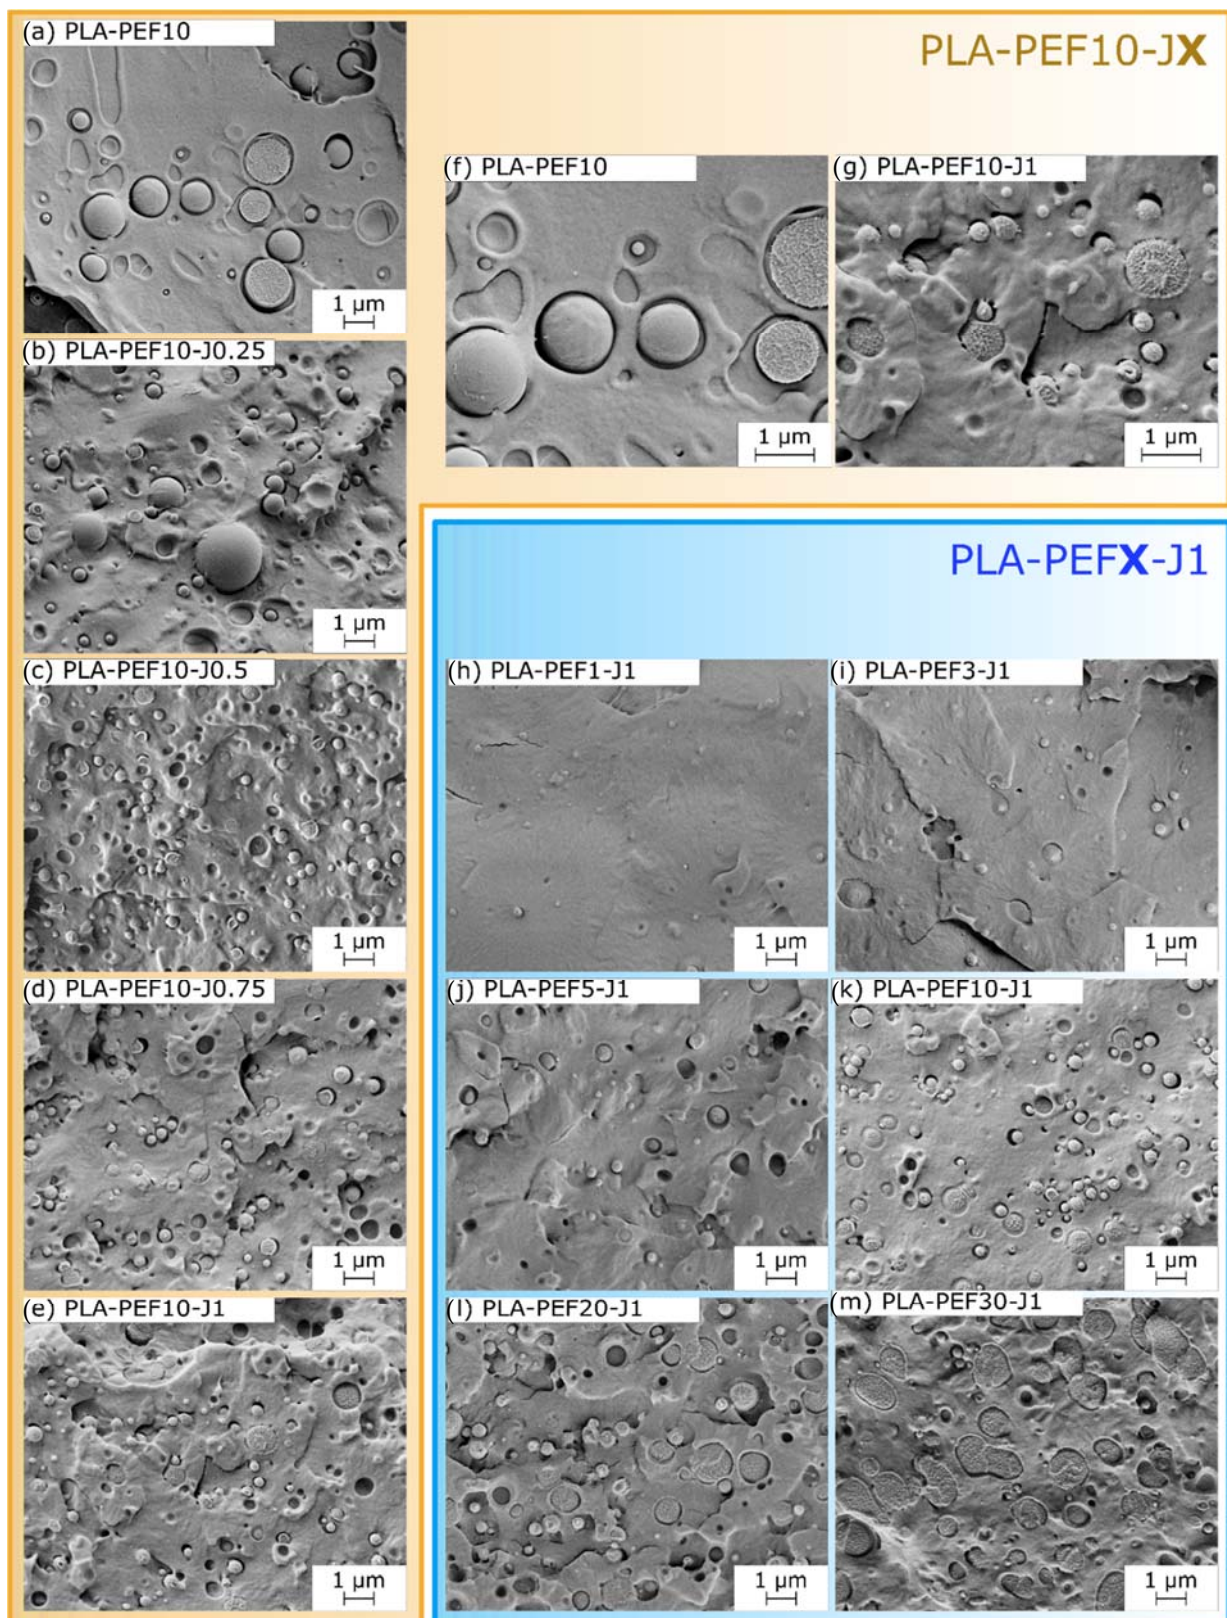 (a) PLA-PEF10
1 µm
PLA-PEF10-JX
(b) PLA-PEF10-J0.25
1 µm
(c) PLA-PEF10-J0.5
1 µm
(d) PLA-PEF10-J0.75
1 µm
(e) PLA-PEF10-J1
1 µm
(f) PLA-PEF10
1 µm
(g) PLA-PEF10-J1
1 µm
PLA-PEFX-J1
(h) PLA-PEF1-J1
1 µm
(i) PLA-PEF3-J1
1 µm
(j) PLA-PEF5-J1
1 µm
(k) PLA-PEF10-J1
1 µm
(l) PLA-PEF20-J1
1 µm
(m) PLA-PEF30-J1
1 µm